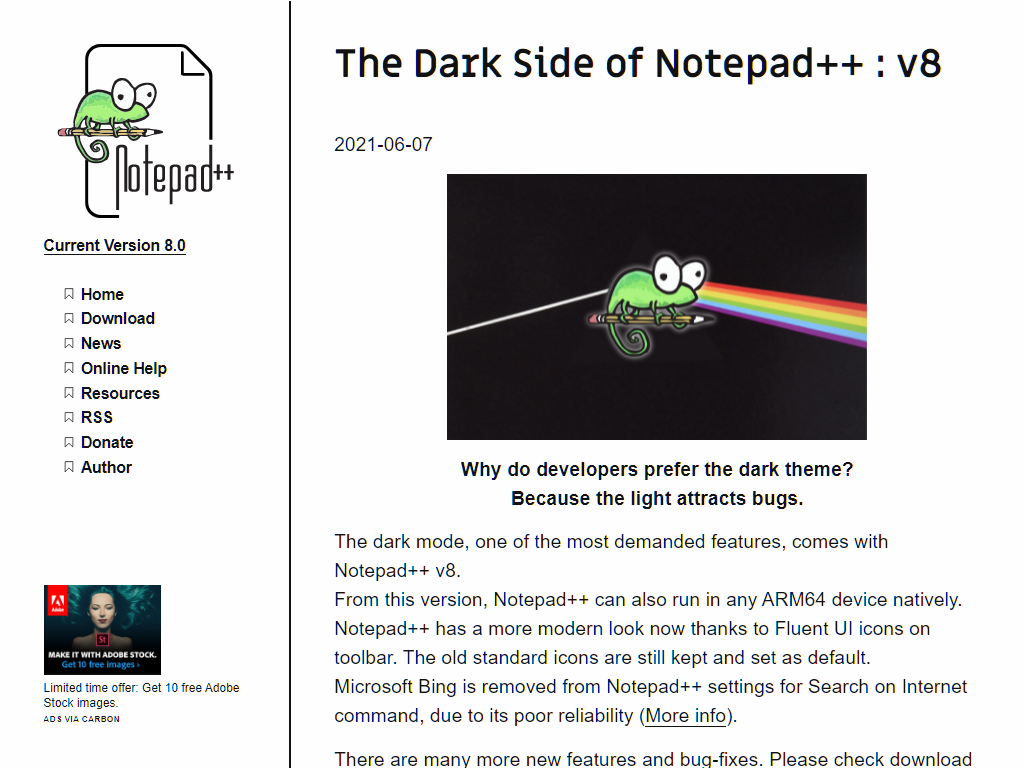 Notepad++
Current Version 8.0
Home
Download
News
Online Help
Resources
RSS
Donate
Author
Adobe
St
MAKE IT WITH ADOBE STOCK.
Get 10 free images ›
Limited time offer: Get 10 free Adobe
Stock images.
ADS VIA CARBON
The Dark Side of Notepad++ : v8
2021-06-07
Why do developers prefer the dark theme?
Because the light attracts bugs.
The dark mode, one of the most demanded features, comes with
Notepad++ v8.
From this version, Notepad++ can also run in any ARM64 device natively.
Notepad++ has a more modern look now thanks to Fluent UI icons on
toolbar. The old standard icons are still kept and set as default.
Microsoft Bing is removed from Notepad++ settings for Search on Internet
command, due to its poor reliability (More info).
There are many more new features and bug-fixes. Please check download